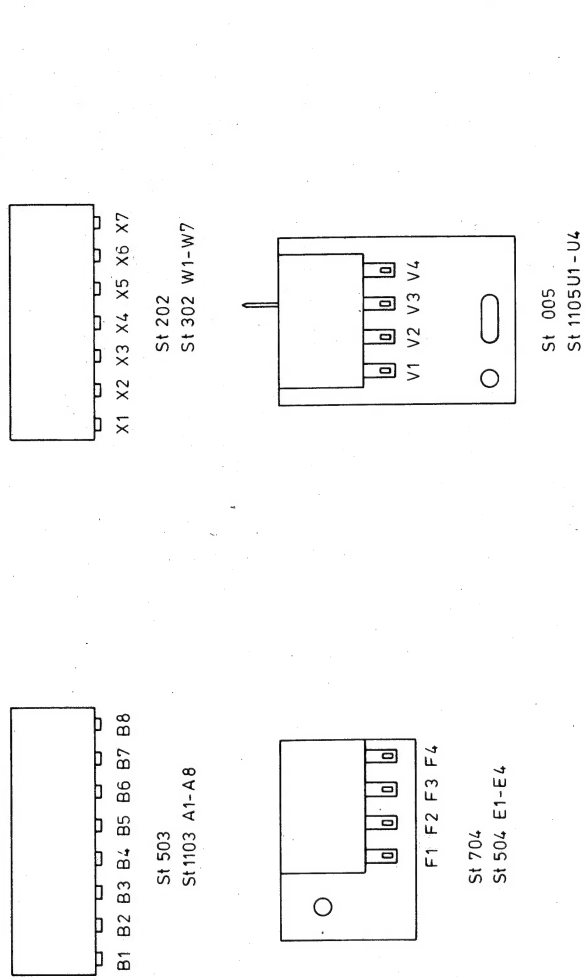 X1 X2 X3 X4 X5 X6 X7
St 202
St 302 W1-W7
V1 V2 V3 V4
St 005
St 1105 U1-U4
B1 B2 B3 B4 B5 B6 B7 B8
St 503
St 1103 A1-A8
F1 F2 F3 F4
St 704
St 504 E1-E4